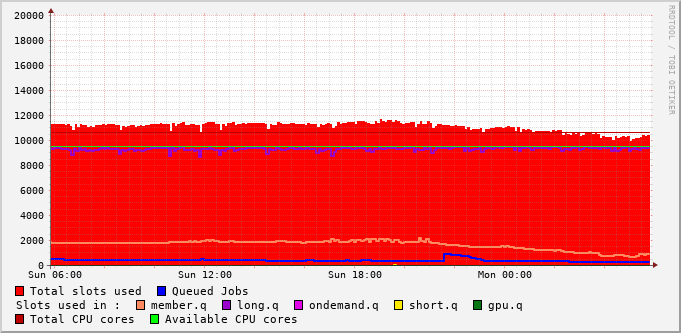 20000
18000
16000
14000
12000
10000
8000
6000
4000
2000
0
Sun 06:00 Sun 12:00 Sun 18:00 Mon 00:00
RRDTOOL / TOBI OETIKER
Total slots used Queued Jobs
Slots used in : member.q long.q ondemand.q short.q gpu.q
Total CPU cores Available CPU cores